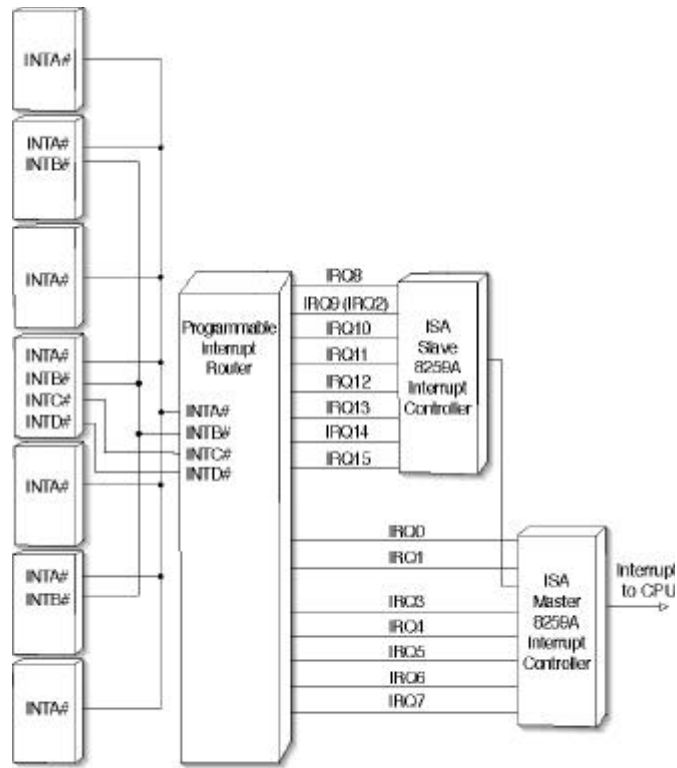 INTA#
INTA#
INTB#
INTA#
INTA#
INTB#
INTC#
INTD#
INTA#
INTA#
INTB#
INTA#
Programmable
Interrupt
Router
INTA#
INTB#
INTC#
INTD#
IRQ8
IRQ9 (IRQ2)
IRQ10
IRQ11
IRQ12
IRQ13
IRQ14
IRQ15
ISA
Slave
8259A
Interrupt
Controller
IRQ0
IRQ1
IRQ3
IRQ4
IRQ5
IRQ6
IRQ7
ISA
Master
8259A
Interrupt
Controller
Interrupt
to CPU